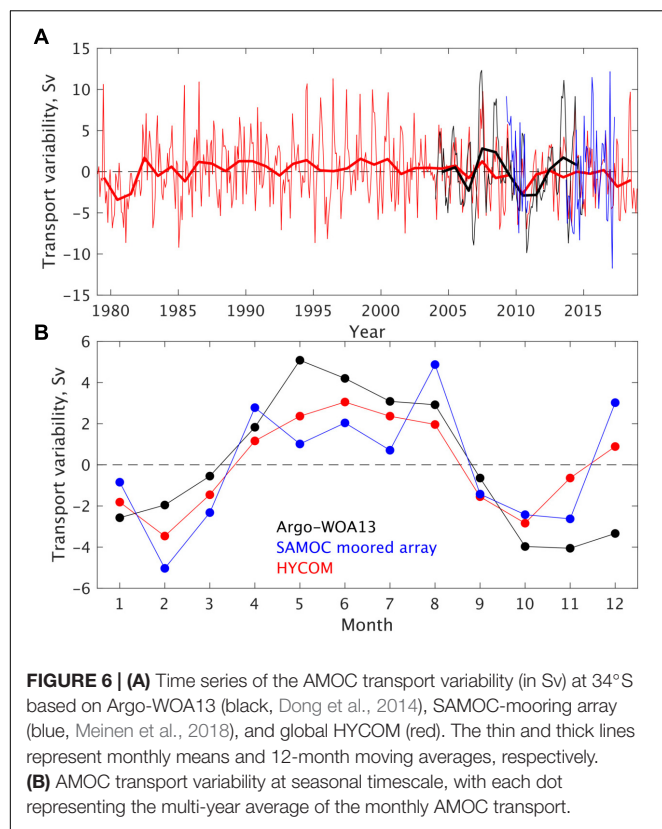 A
15
10
5
0
-5
-10
-15
Transport variability, Sv
1980 1985 1990 1995 2000 2005 2010 2015
Year
B
6
4
2
0
-2
-4
-6
Transport variability, Sv
Argo-WOA13
SAMOC moored array
HYCOM
1 2 3 4 5 6 7 8 9 10 11 12
Month
FIGURE 6 | (A) Time series of the AMOC transport variability (in Sv) at 34°S
based on Argo-WOA13 (black, Dong et al., 2014), SAMOC-mooring array
(blue, Meinen et al., 2018), and global HYCOM (red). The thin and thick lines
represent monthly means and 12-month moving averages, respectively.
(B) AMOC transport variability at seasonal timescale, with each dot
representing the multi-year average of the monthly AMOC transport.